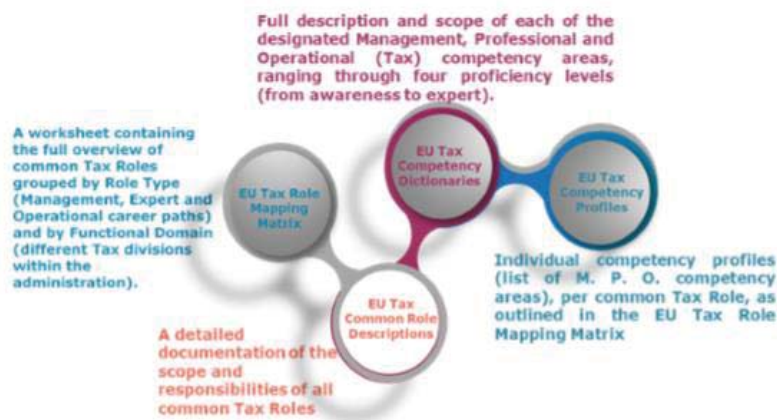 Full description and scope of each of the
designated Management, Professional and
Operational (Tax) competency areas,
ranging through four proficiency levels
(from awareness to expert).
A worksheet containing
the full overview of
common Tax Roles
grouped by Role Type
(Management, Expert and
Operational career paths)
and by Functional Domain
(different Tax divisions
within the
administration).
EU Tax Role
Mapping
Matrix
EU Tax
Competency
Dictionaries
EU Tax
Competency
Profiles
EU Tax
Common Role
Descriptions
A detailed
documentation of the
scope and
responsibilities of all
common Tax Roles
Individual competency profiles
(list of M. P. O. competency
areas), per common Tax Role, as
outlined in the EU Tax Role
Mapping Matrix